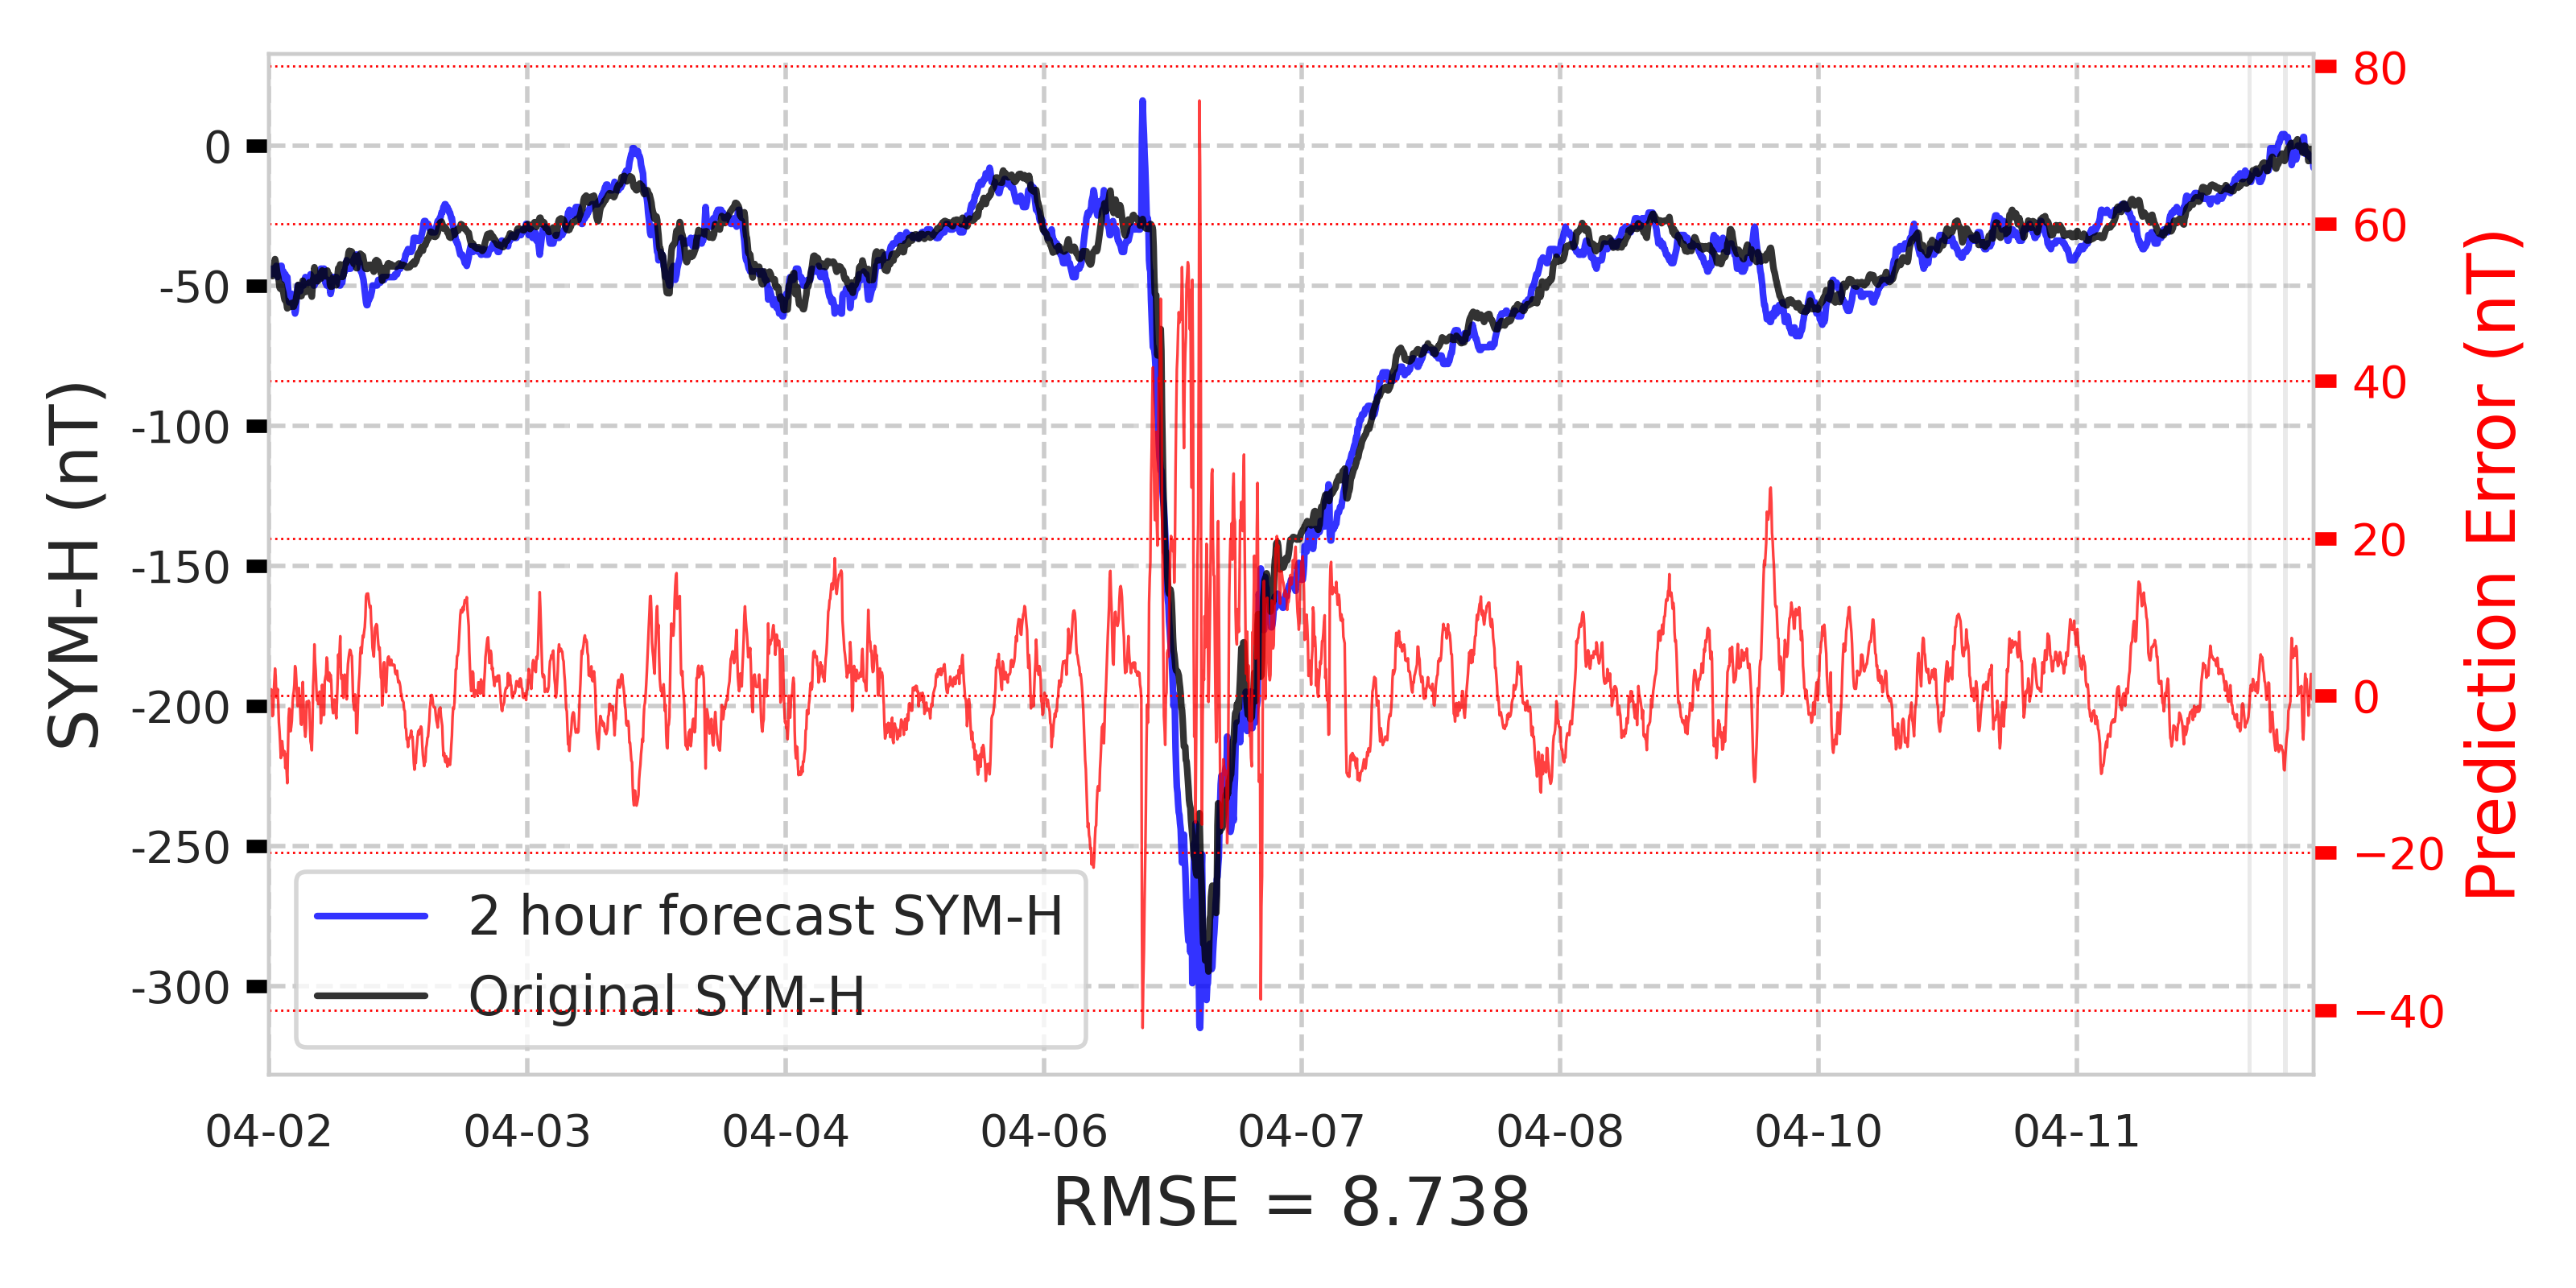 SYM-H (nT)
0
-50
-100
-150
-200
-250
-300
80
60
40
20
0
−20
−40
Prediction Error (nT)
2 hour forecast SYM-H
Original SYM-H
04-02 04-03 04-04 04-06 04-07 04-08 04-10 04-11
RMSE = 8.738